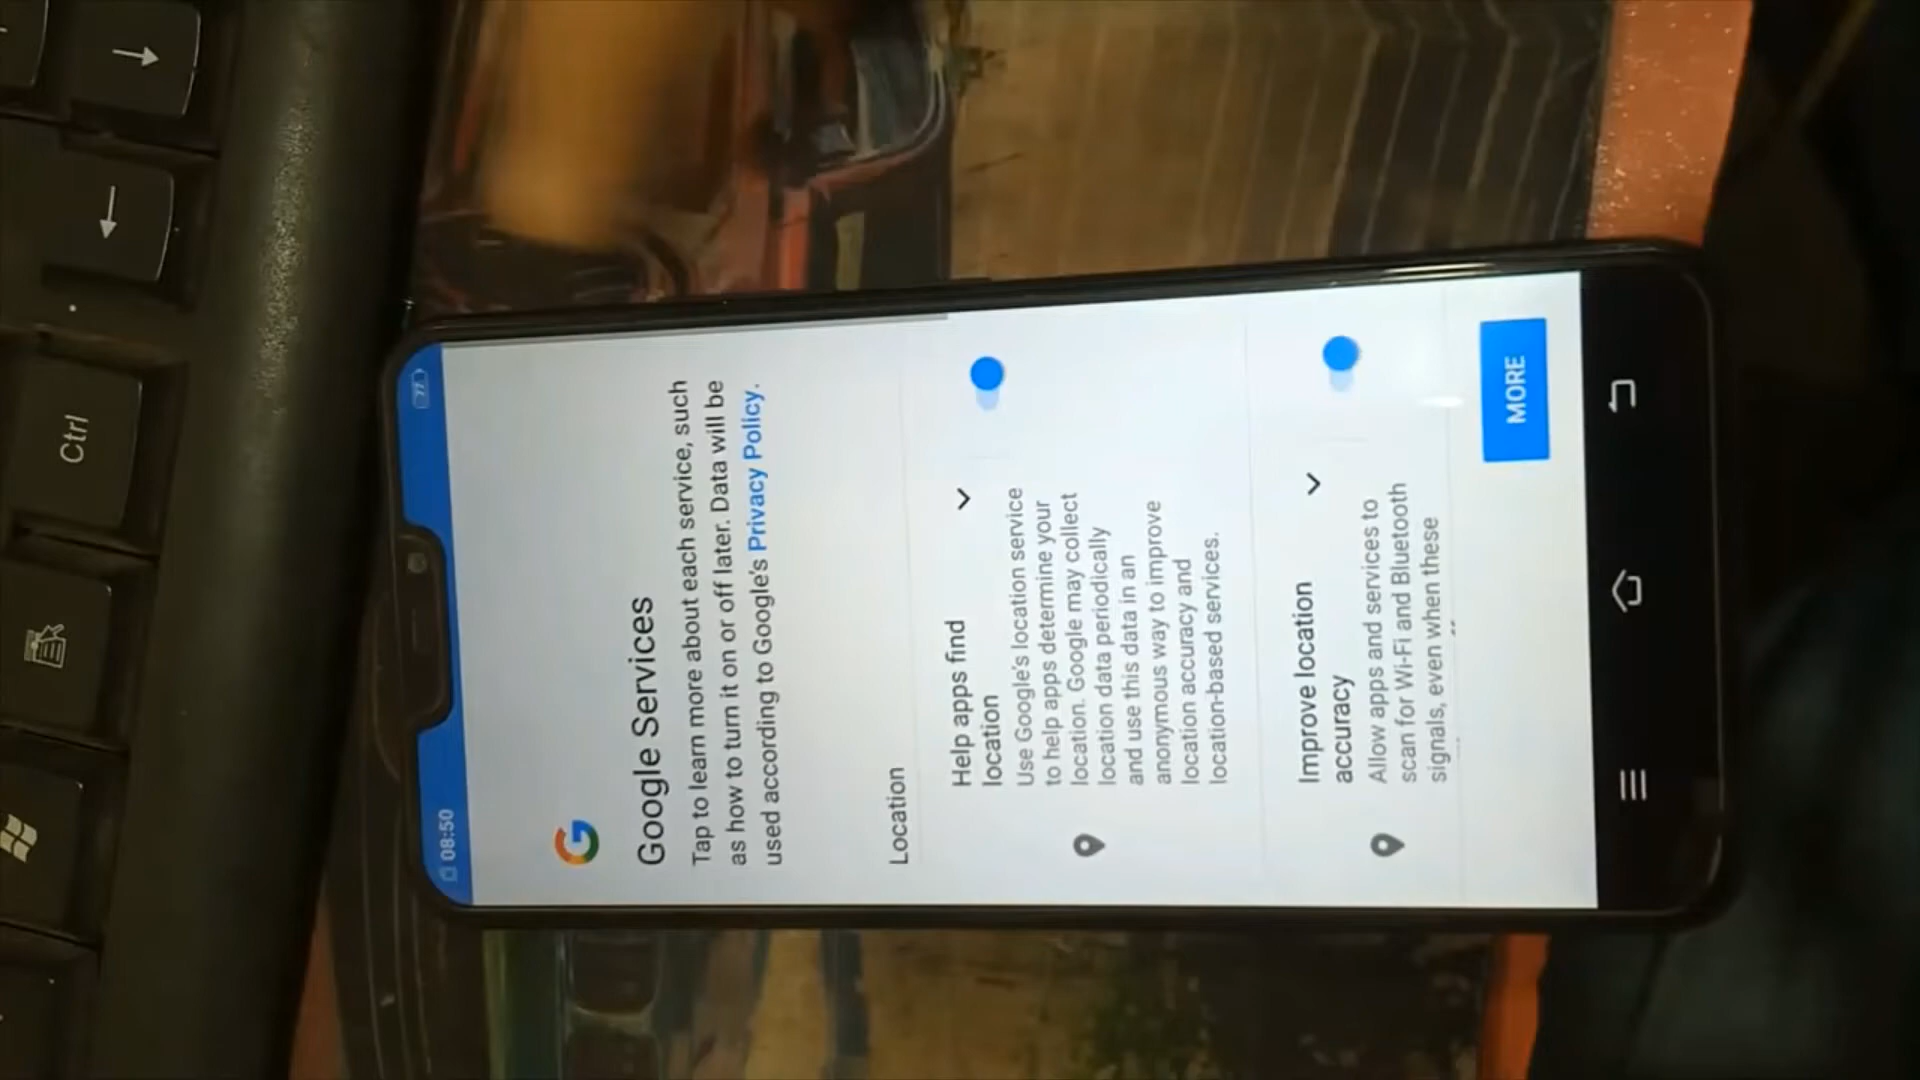 08:50
77
Google Services
Tap to learn more about each service, such
as how to turn it on or off later. Data will be
used according to Google's Privacy Policy.
Location
Help apps find
location
Use Google's location service
to help apps determine your
location. Google may collect
location data periodically
and use this data in an
anonymous way to improve
location accuracy and
location-based services.
Improve location
accuracy
Allow apps and services to
scan for Wi-Fi and Bluetooth
signals, even when these
MORE
Ctrl